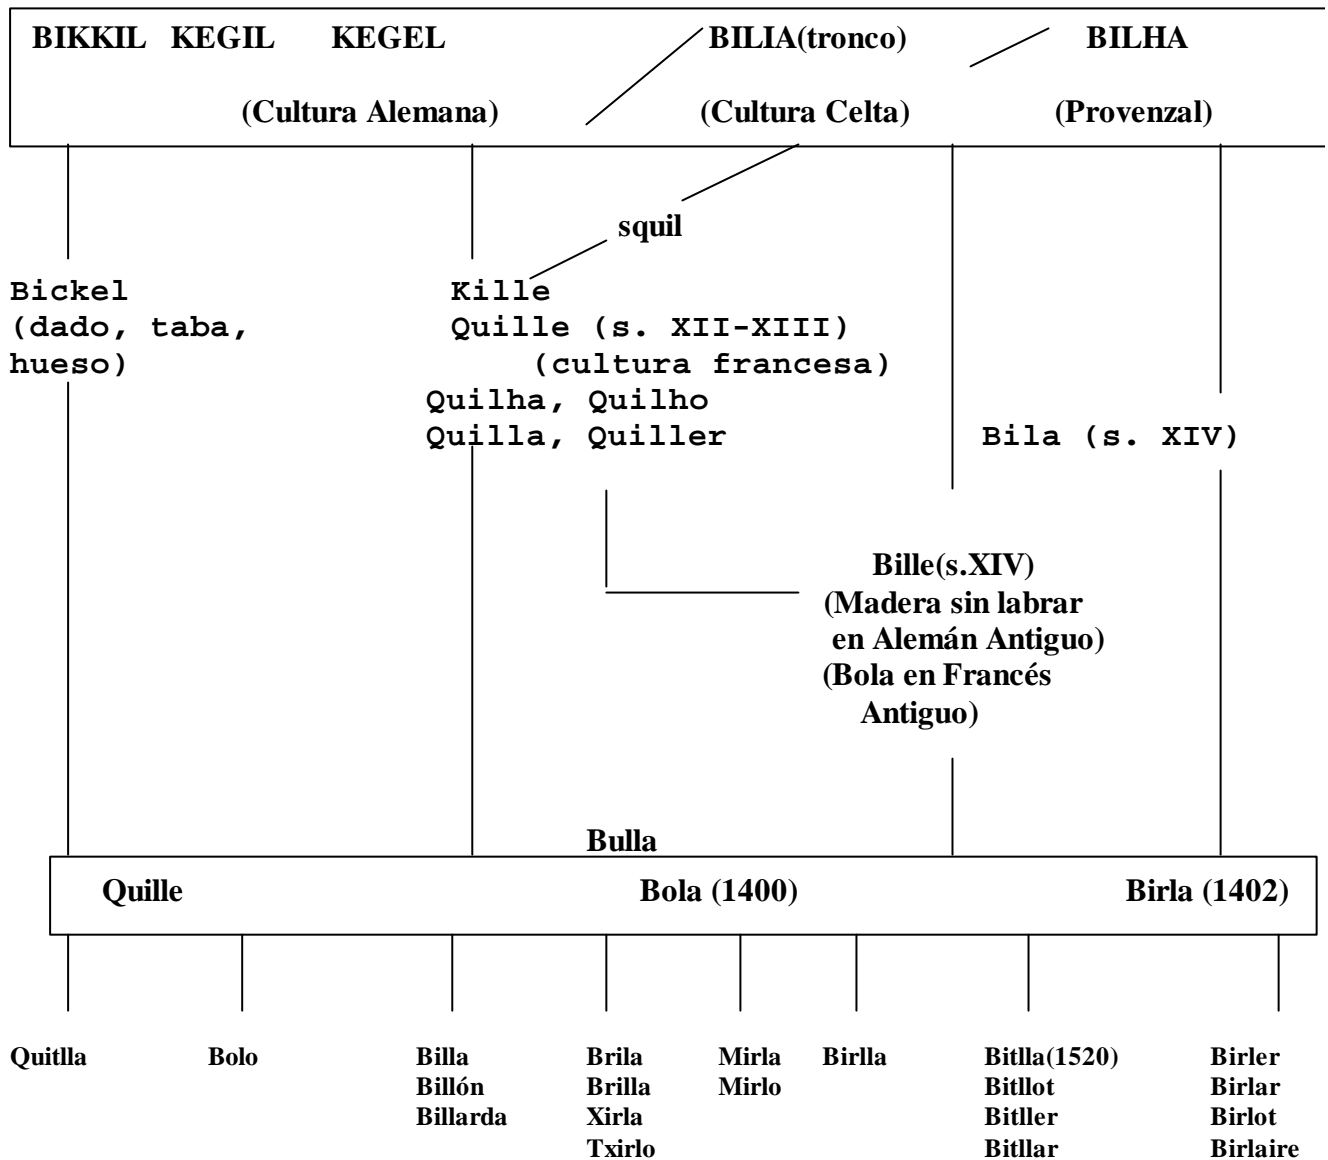 BIKKIL KEGIL KEGEL BILIA(tronco) BILHA
(Cultura Alemana) (Cultura Celta) (Provenzal)
squil
Bickel Kille
(dado, taba, Quille (s. XII-XIII)
hueso) (cultura francesa)
Quilha, Quilho
Quilla, Quiller Bila (s. XIV)
Bille(s.XIV)
(Madera sin labrar
en Alemán Antiguo)
(Bola en Francés
Antiguo)
Bulla
Quille Bola (1400) Birla (1402)
Quitlla Bolo Billa Brila Mirla Birlla Bitlla(1520) Birler
Billón Brilla Mirlo Bitllot Birlar
Billarda Xirla Bitller Birlot
Txirlo Bitllar Birlaire